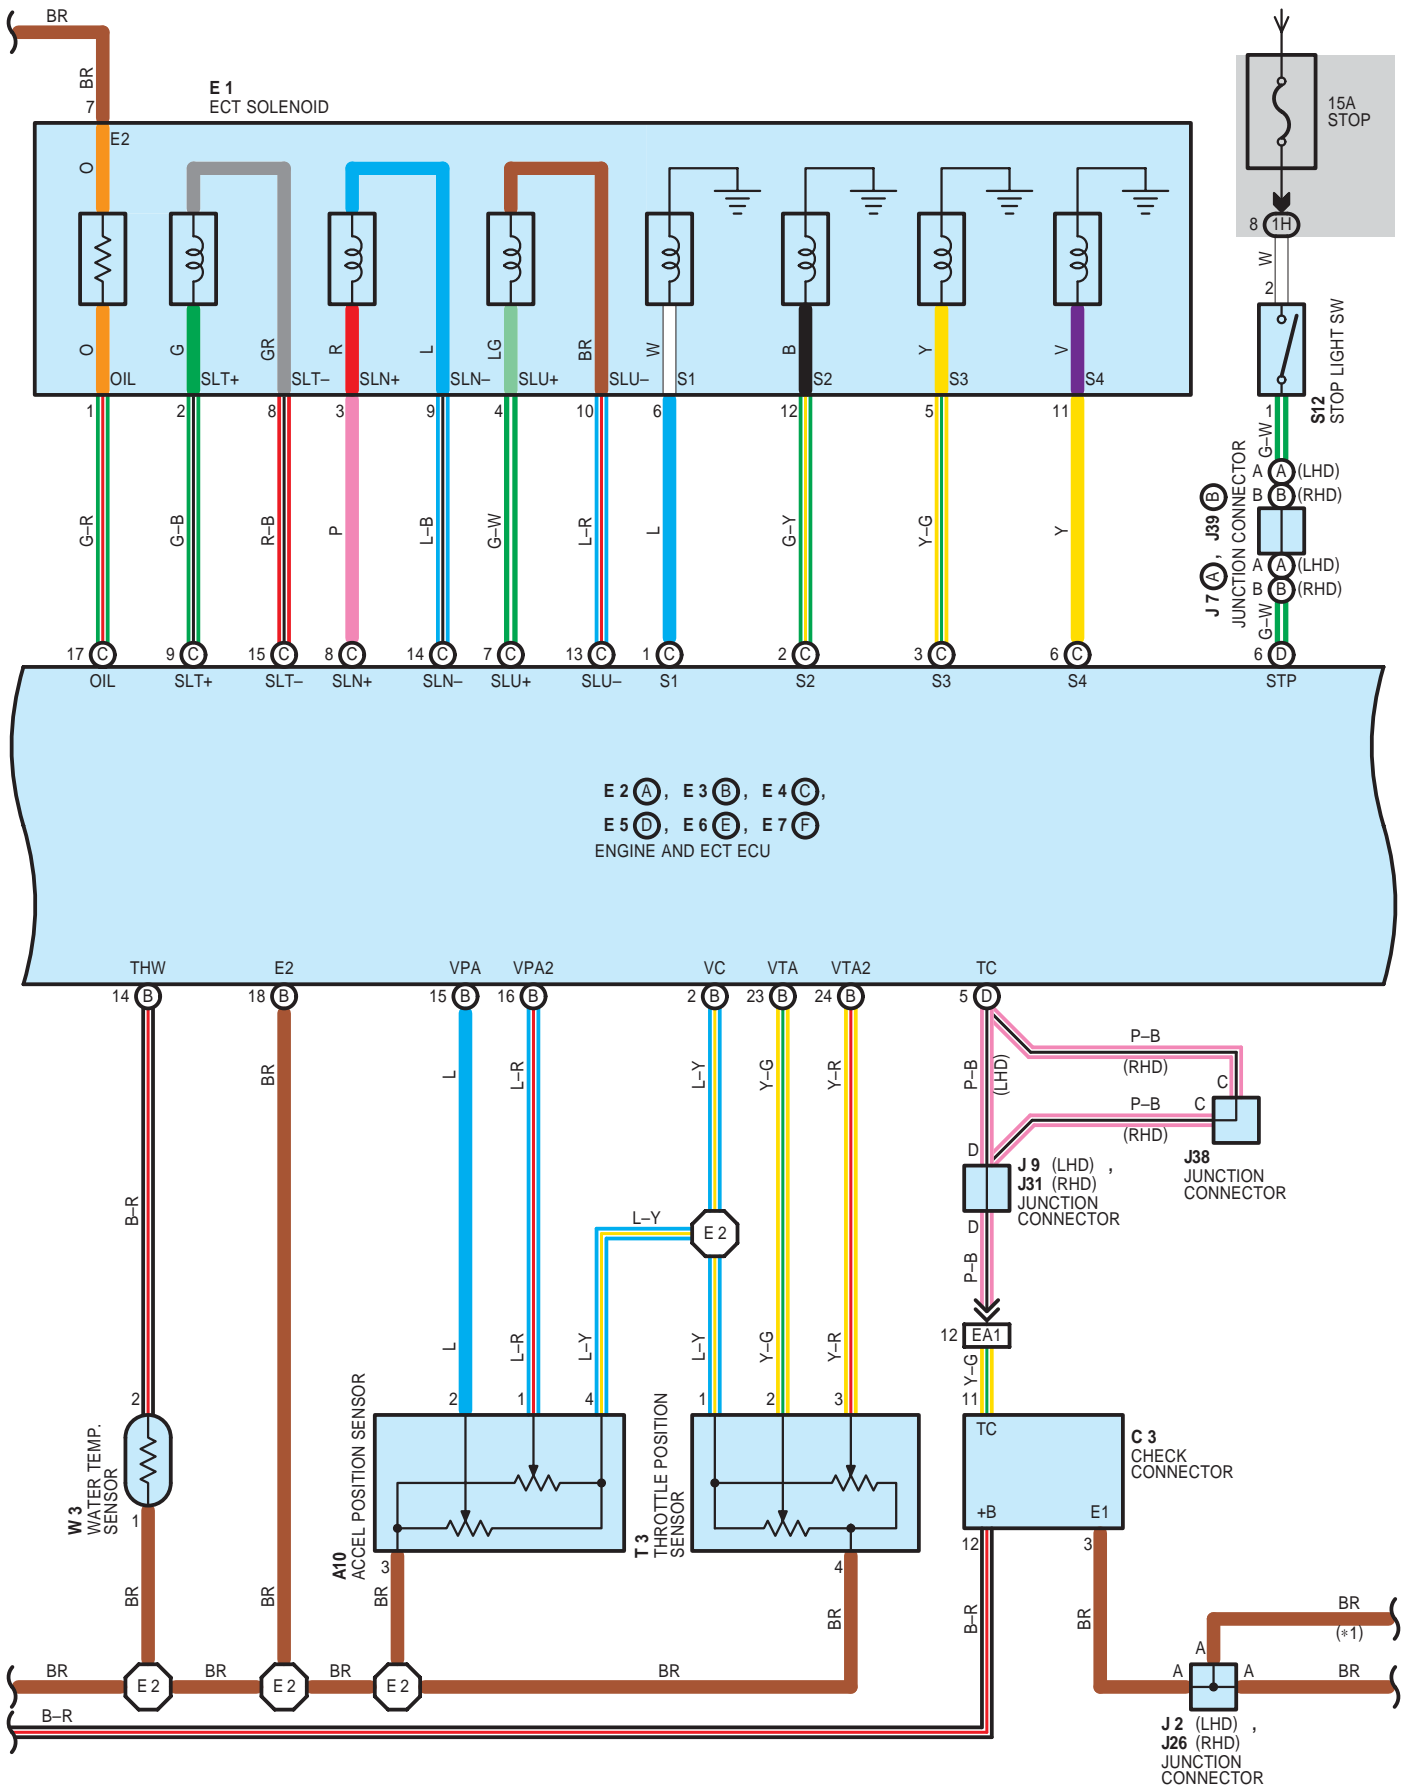 BR
BR
7
E 1
ECT SOLENOID
15A
STOP
E2
O
8 1H
W
2
O
G
GR
R
L
LG
BR
W
B
Y
V
OIL
SLT+
SLT–
SLN+
SLN–
SLU+
SLU–
S1
S2
S3
S4
S12
STOP LIGHT SW
1
2
8
3
9
4
10
6
12
5
11
1
G–W
A A (LHD)
B B (RHD)
J 7 A , J39 B
JUNCTION CONNECTOR
G–R
G–B
R–B
P
L–B
G–W
L–R
L
G–Y
Y–G
Y
A A (LHD)
B B (RHD)
G–W
17 C
9 C
15 C
8 C
14 C
7 C
13 C
1 C
2 C
3 C
6 C
6 D
OIL
SLT+
SLT–
SLN+
SLN–
SLU+
SLU–
S1
S2
S3
S4
STP
E 2 A , E 3 B , E 4 C ,
E 5 D , E 6 E , E 7 F
ENGINE AND ECT ECU
THW
E2
VPA
VPA2
VC
VTA
VTA2
TC
14 B
18 B
15 B
16 B
2 B
23 B
24 B
5 D
BR
L
L–R
L–Y
Y–G
Y–R
P–B
(LHD)
P–B
(RHD)
C
P–B
C
(RHD)
D
J38
JUNCTION
CONNECTOR
J 9 (LHD) ,
J31 (RHD)
JUNCTION
CONNECTOR
D
B–R
L–Y
E 2
P–B
12 EA1
L
L–R
L–Y
L–Y
Y–G
Y–R
Y–G
2
2
1
4
1
2
3
11
TC
C 3
CHECK
CONNECTOR
+B
E1
W 3
WATER TEMP.
SENSOR
A10
ACCEL POSITION SENSOR
T 3
THROTTLE POSITION
SENSOR
1
3
4
12
3
BR
BR
BR
BR
B–R
BR
BR
(*1)
A
BR
E 2
BR
E 2
BR
E 2
BR
A
A
BR
B–R
J 2 (LHD) ,
J26 (RHD)
JUNCTION
CONNECTOR